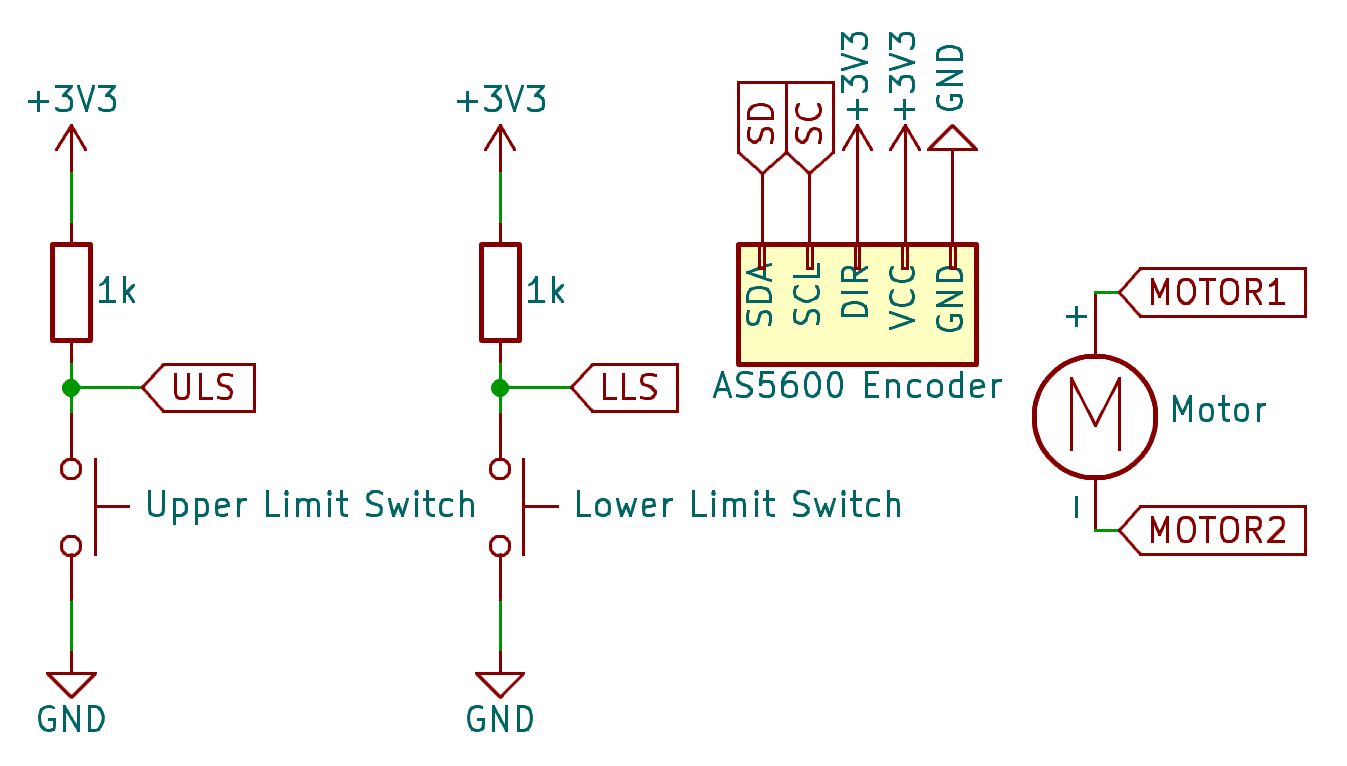 +3V3
1k
ULS
Upper Limit Switch
GND
+3V3
1k
LLS
Lower Limit Switch
GND
SD
SC
+3V3
+3V3
GND
SDA
SCL
DIR
VCC
GND
AS5600 Encoder
MOTOR1
+
M
Motor
-
MOTOR2